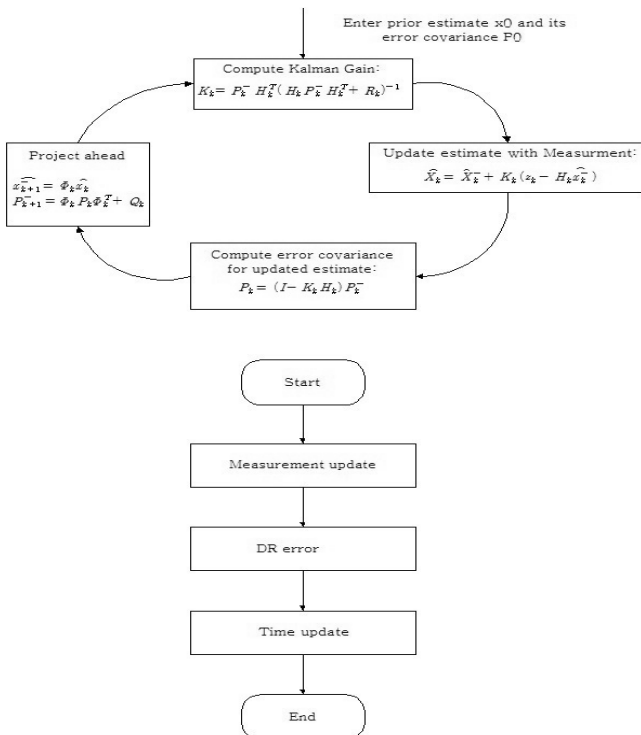 Enter prior estimate x0 and its
error covariance P0
Compute Kalman Gain:
K_k = P_k^- H_k^T ( H_k P_k^- H_k^T + R_k )^{-1}
Update estimate with Measurment:
X̂_k = X̂_k^- + K_k (z_k - H_k x̂_k^-)
Compute error covariance
for updated estimate:
P_k = (I - K_k H_k) P_k^-
Project ahead
x̂_{k+1}^- = Φ_k x̂_k
P_{k+1}^- = Φ_k P_k Φ_k^T + Q_k
Start
Measurement update
DR error
Time update
End